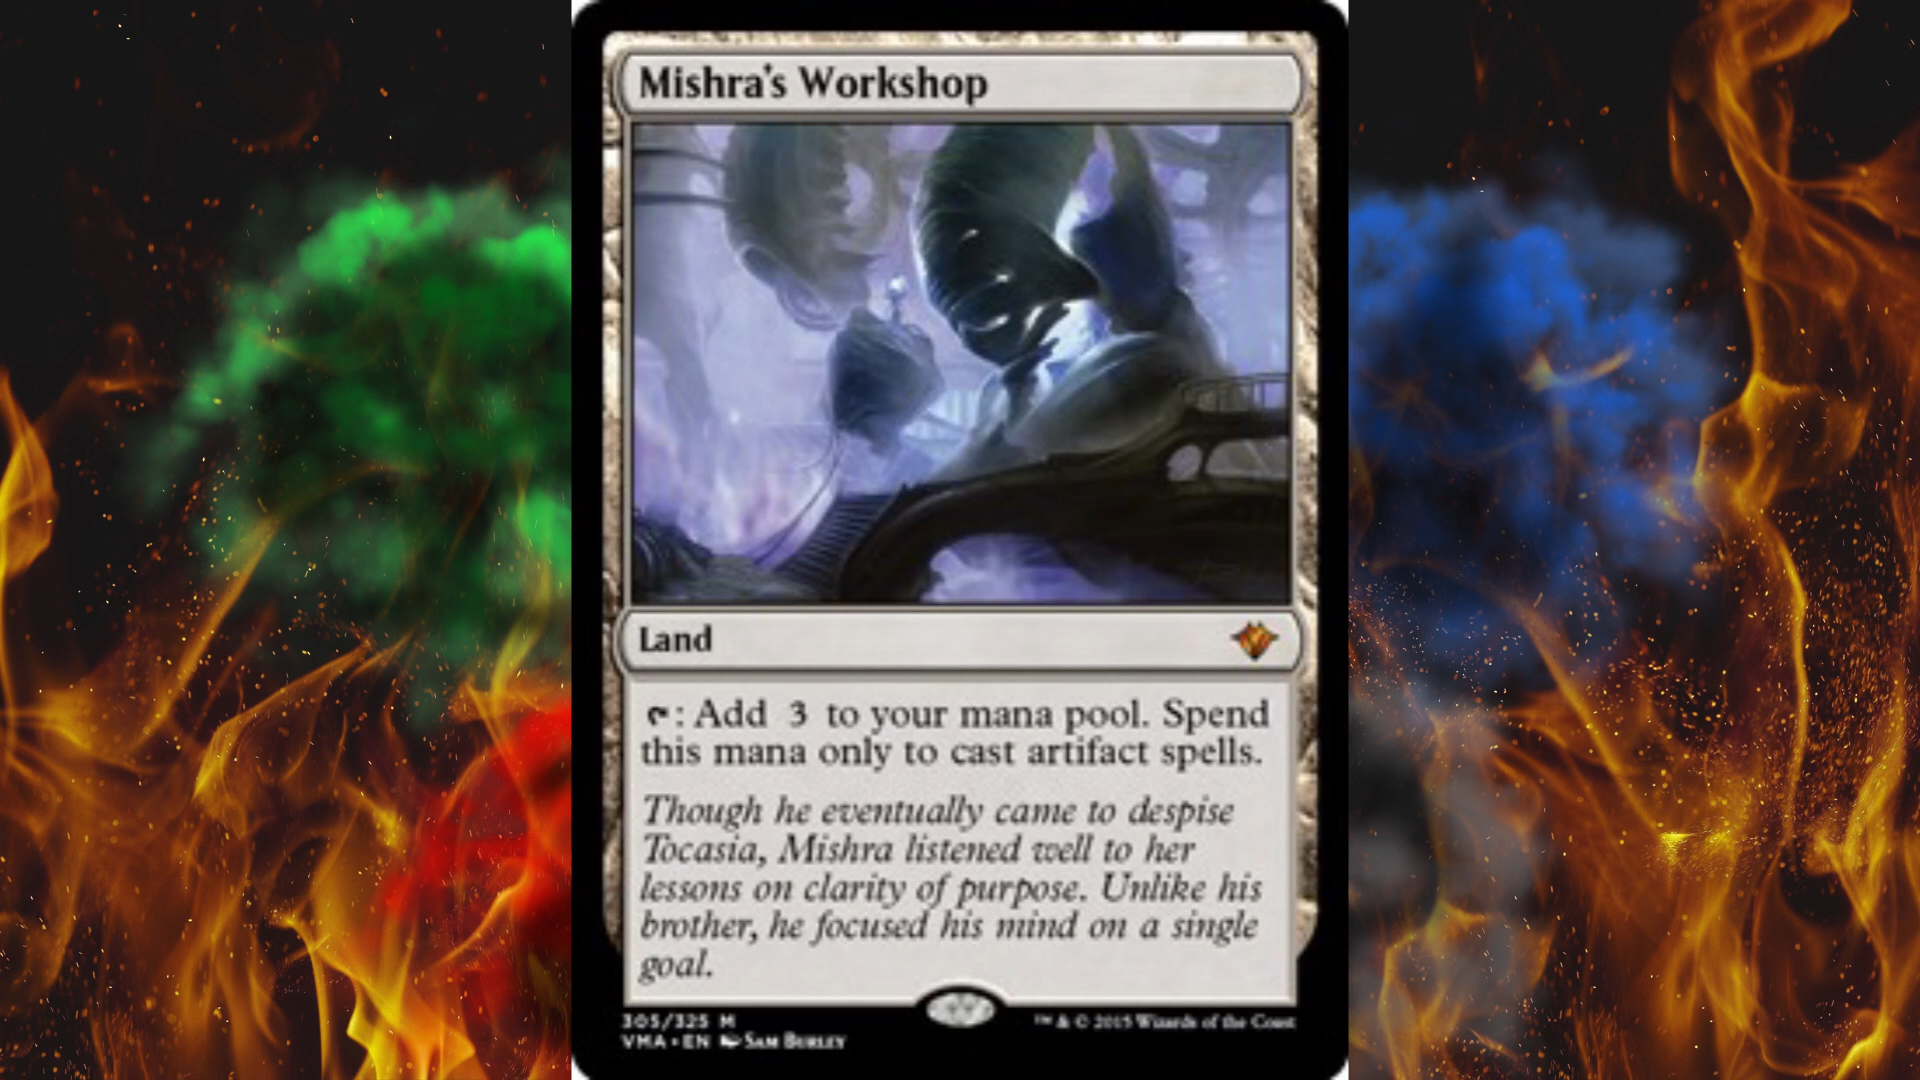 Mishra's Workshop
Land
: Add 3 to your mana pool. Spend
this mana only to cast artifact spells.
Though he eventually came to despise
Tocasia, Mishra listened well to her
lessons on clarity of purpose. Unlike his
brother, he focused his mind on a single
goal.
305/325 M
™ & © 2015 Wizards of the Coast
VMA • EN Sam Burley